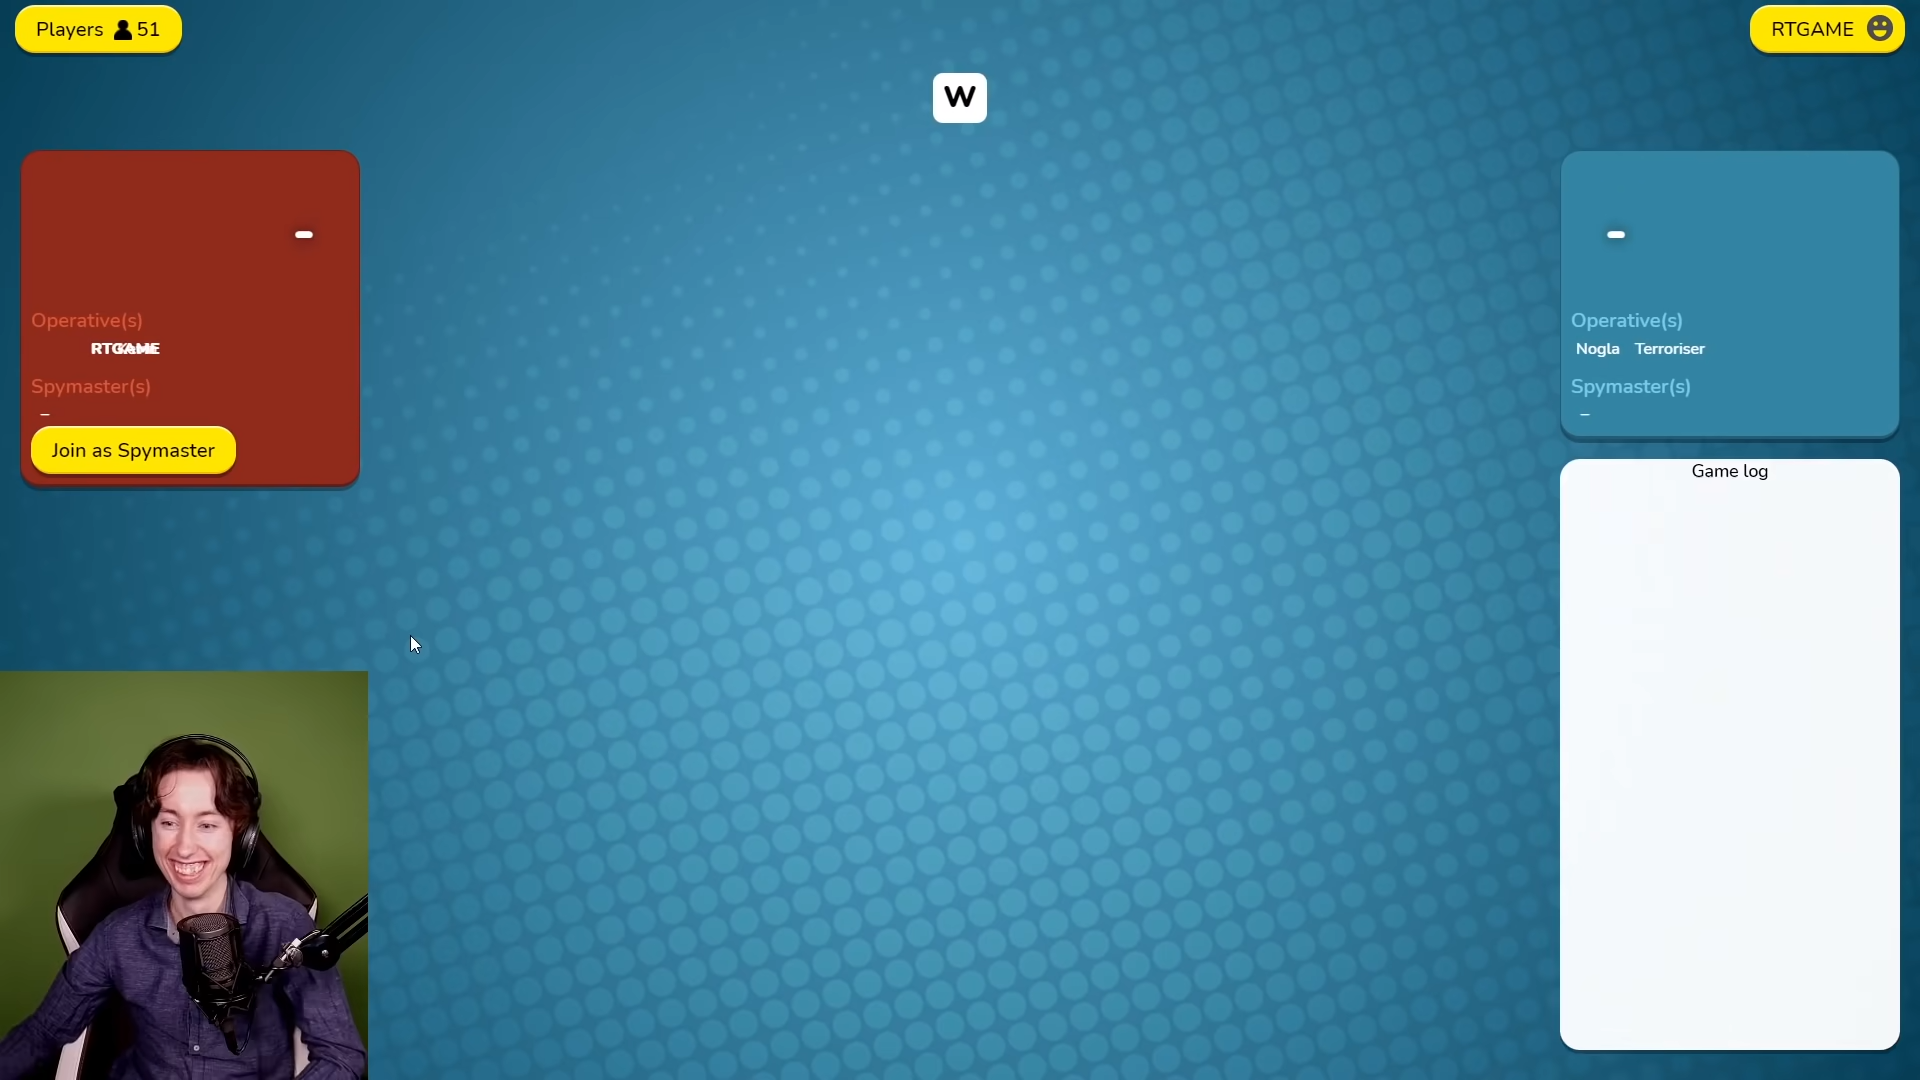 Players 51
RTGAME
W
-
-
Operative(s)
RTGAME
Spymaster(s)
–
Join as Spymaster
Operative(s)
Nogla Terroriser
Spymaster(s)
–
Game log